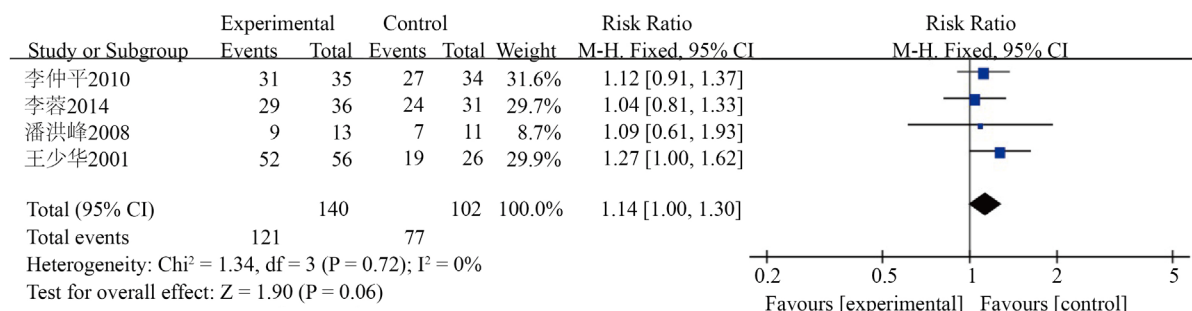 Experimental Control Risk Ratio Risk Ratio
Study or Subgroup Events Total Events Total Weight M-H. Fixed, 95% CI M-H. Fixed, 95% CI
李仲平2010 31 35 27 34 31.6% 1.12 [0.91, 1.37]
李蓉2014 29 36 24 31 29.7% 1.04 [0.81, 1.33]
潘洪峰2008 9 13 7 11 8.7% 1.09 [0.61, 1.93]
王少华2001 52 56 19 26 29.9% 1.27 [1.00, 1.62]
Total (95% CI) 140 102 100.0% 1.14 [1.00, 1.30]
Total events 121 77
Heterogeneity: Chi² = 1.34, df = 3 (P = 0.72); I² = 0%
Test for overall effect: Z = 1.90 (P = 0.06)
0.2 0.5 1 2 5
Favours [experimental] Favours [control]